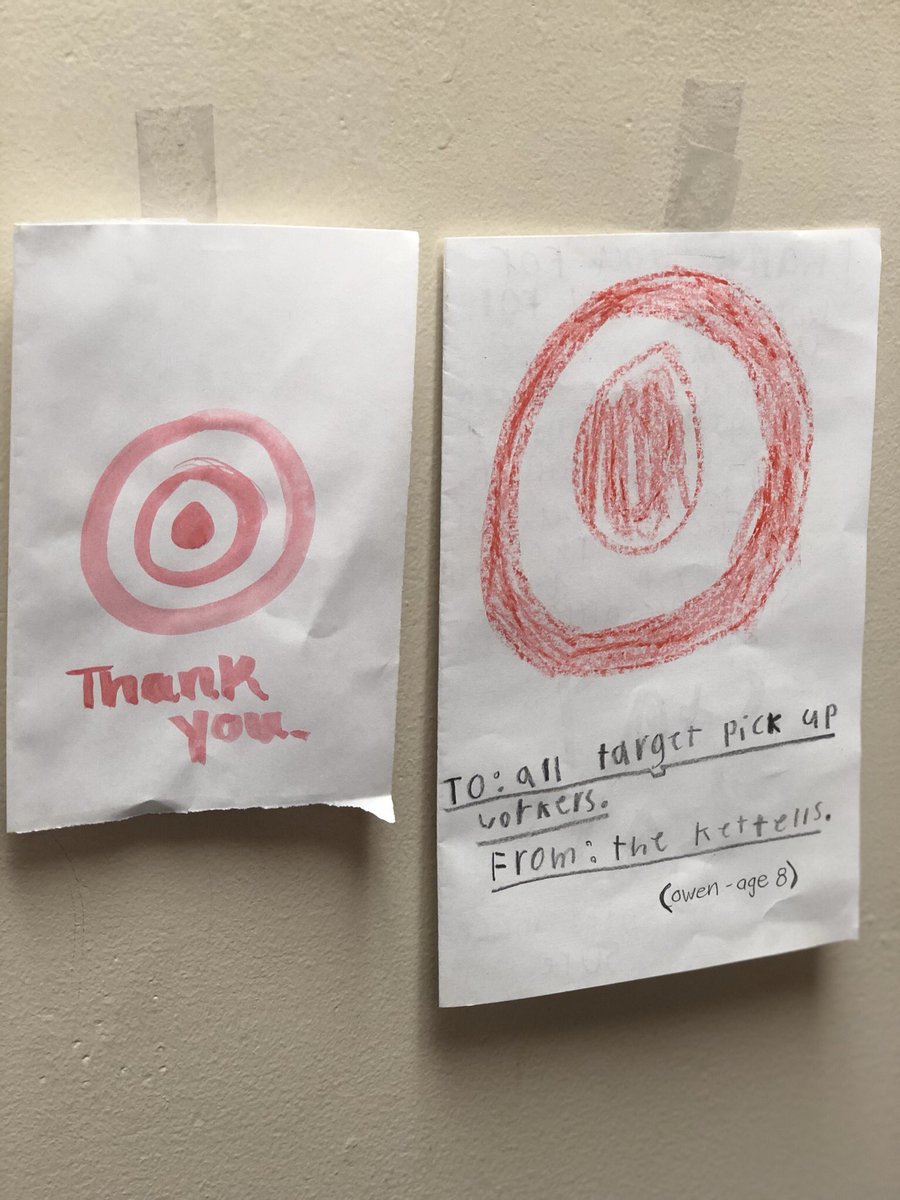 Thank
you.
TO: all target pick up
workers.
From: the kettells.
(owen - age 8)